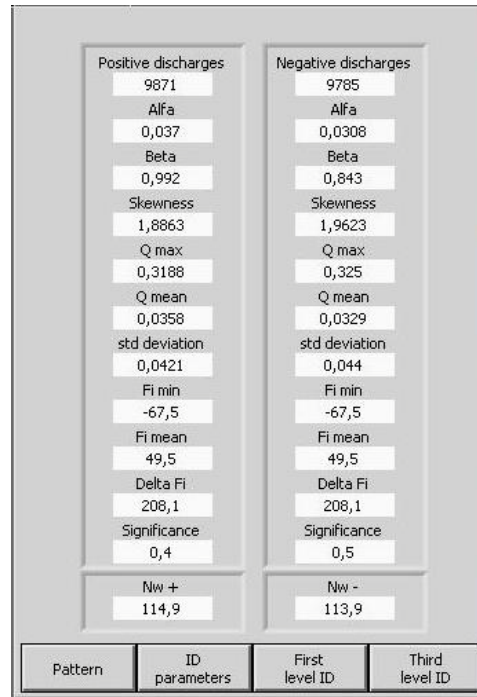 Positive discharges
9871
Alfa
0,037
Beta
0,992
Skewness
1,8863
Q max
0,3188
Q mean
0,0358
std deviation
0,0421
Fi min
-67,5
Fi mean
49,5
Delta Fi
208,1
Significance
0,4
Nw +
114,9
Negative discharges
9785
Alfa
0,0308
Beta
0,843
Skewness
1,9623
Q max
0,325
Q mean
0,0329
std deviation
0,044
Fi min
-67,5
Fi mean
49,5
Delta Fi
208,1
Significance
0,5
Nw -
113,9
Pattern
ID
parameters
First
level ID
Third
level ID